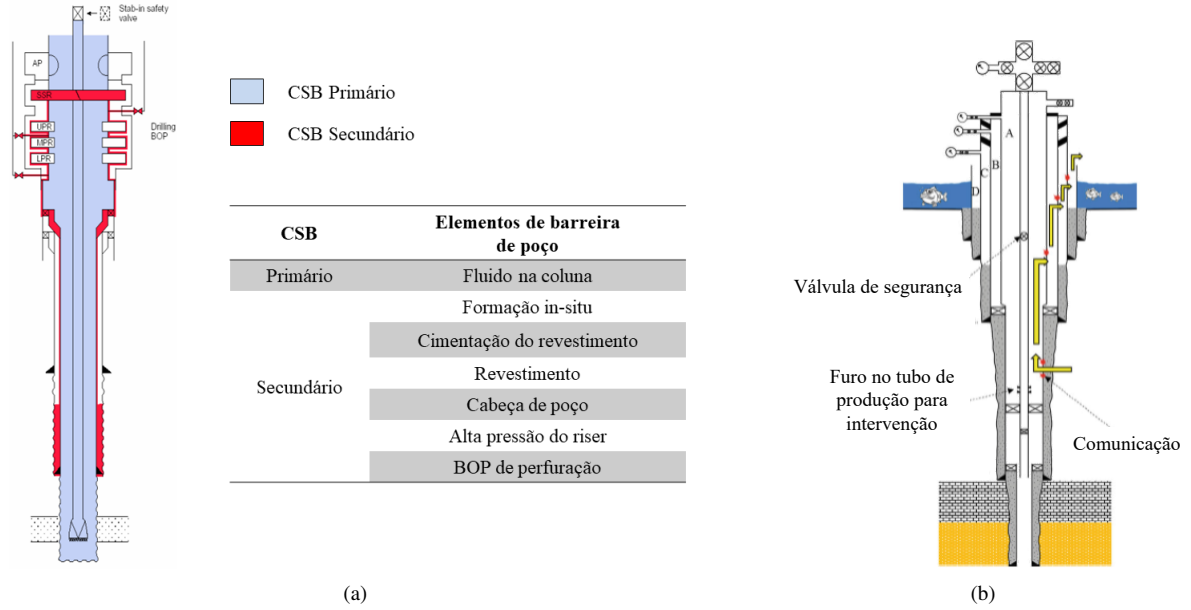 Stab-in safety
valve
AP
SSR
UPR
MPR
LPR
Drilling
BOP
CSB Primário
CSB Secundário
CSB
Elementos de barreira
de poço
Primário
Fluido na coluna
Secundário
Formação in-situ
Cimentação do revestimento
Revestimento
Cabeça de poço
Alta pressão do riser
BOP de perfuração
(a)
A
B
C
D
Válvula de segurança
Furo no tubo de
produção para
intervenção
Comunicação
(b)